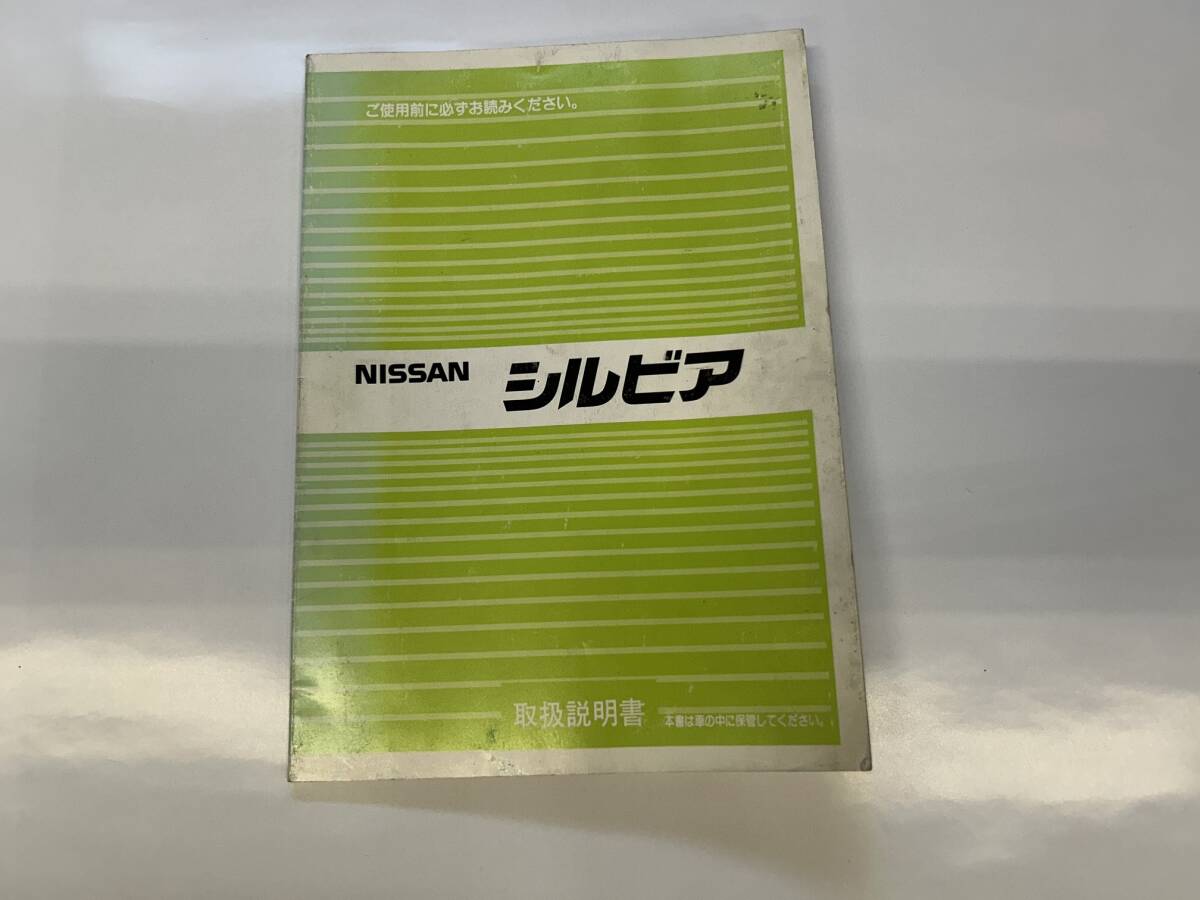 ご使用前に必ずお読みください。
NISSAN シルビア
取扱説明書 本書は車の中に保管してください。